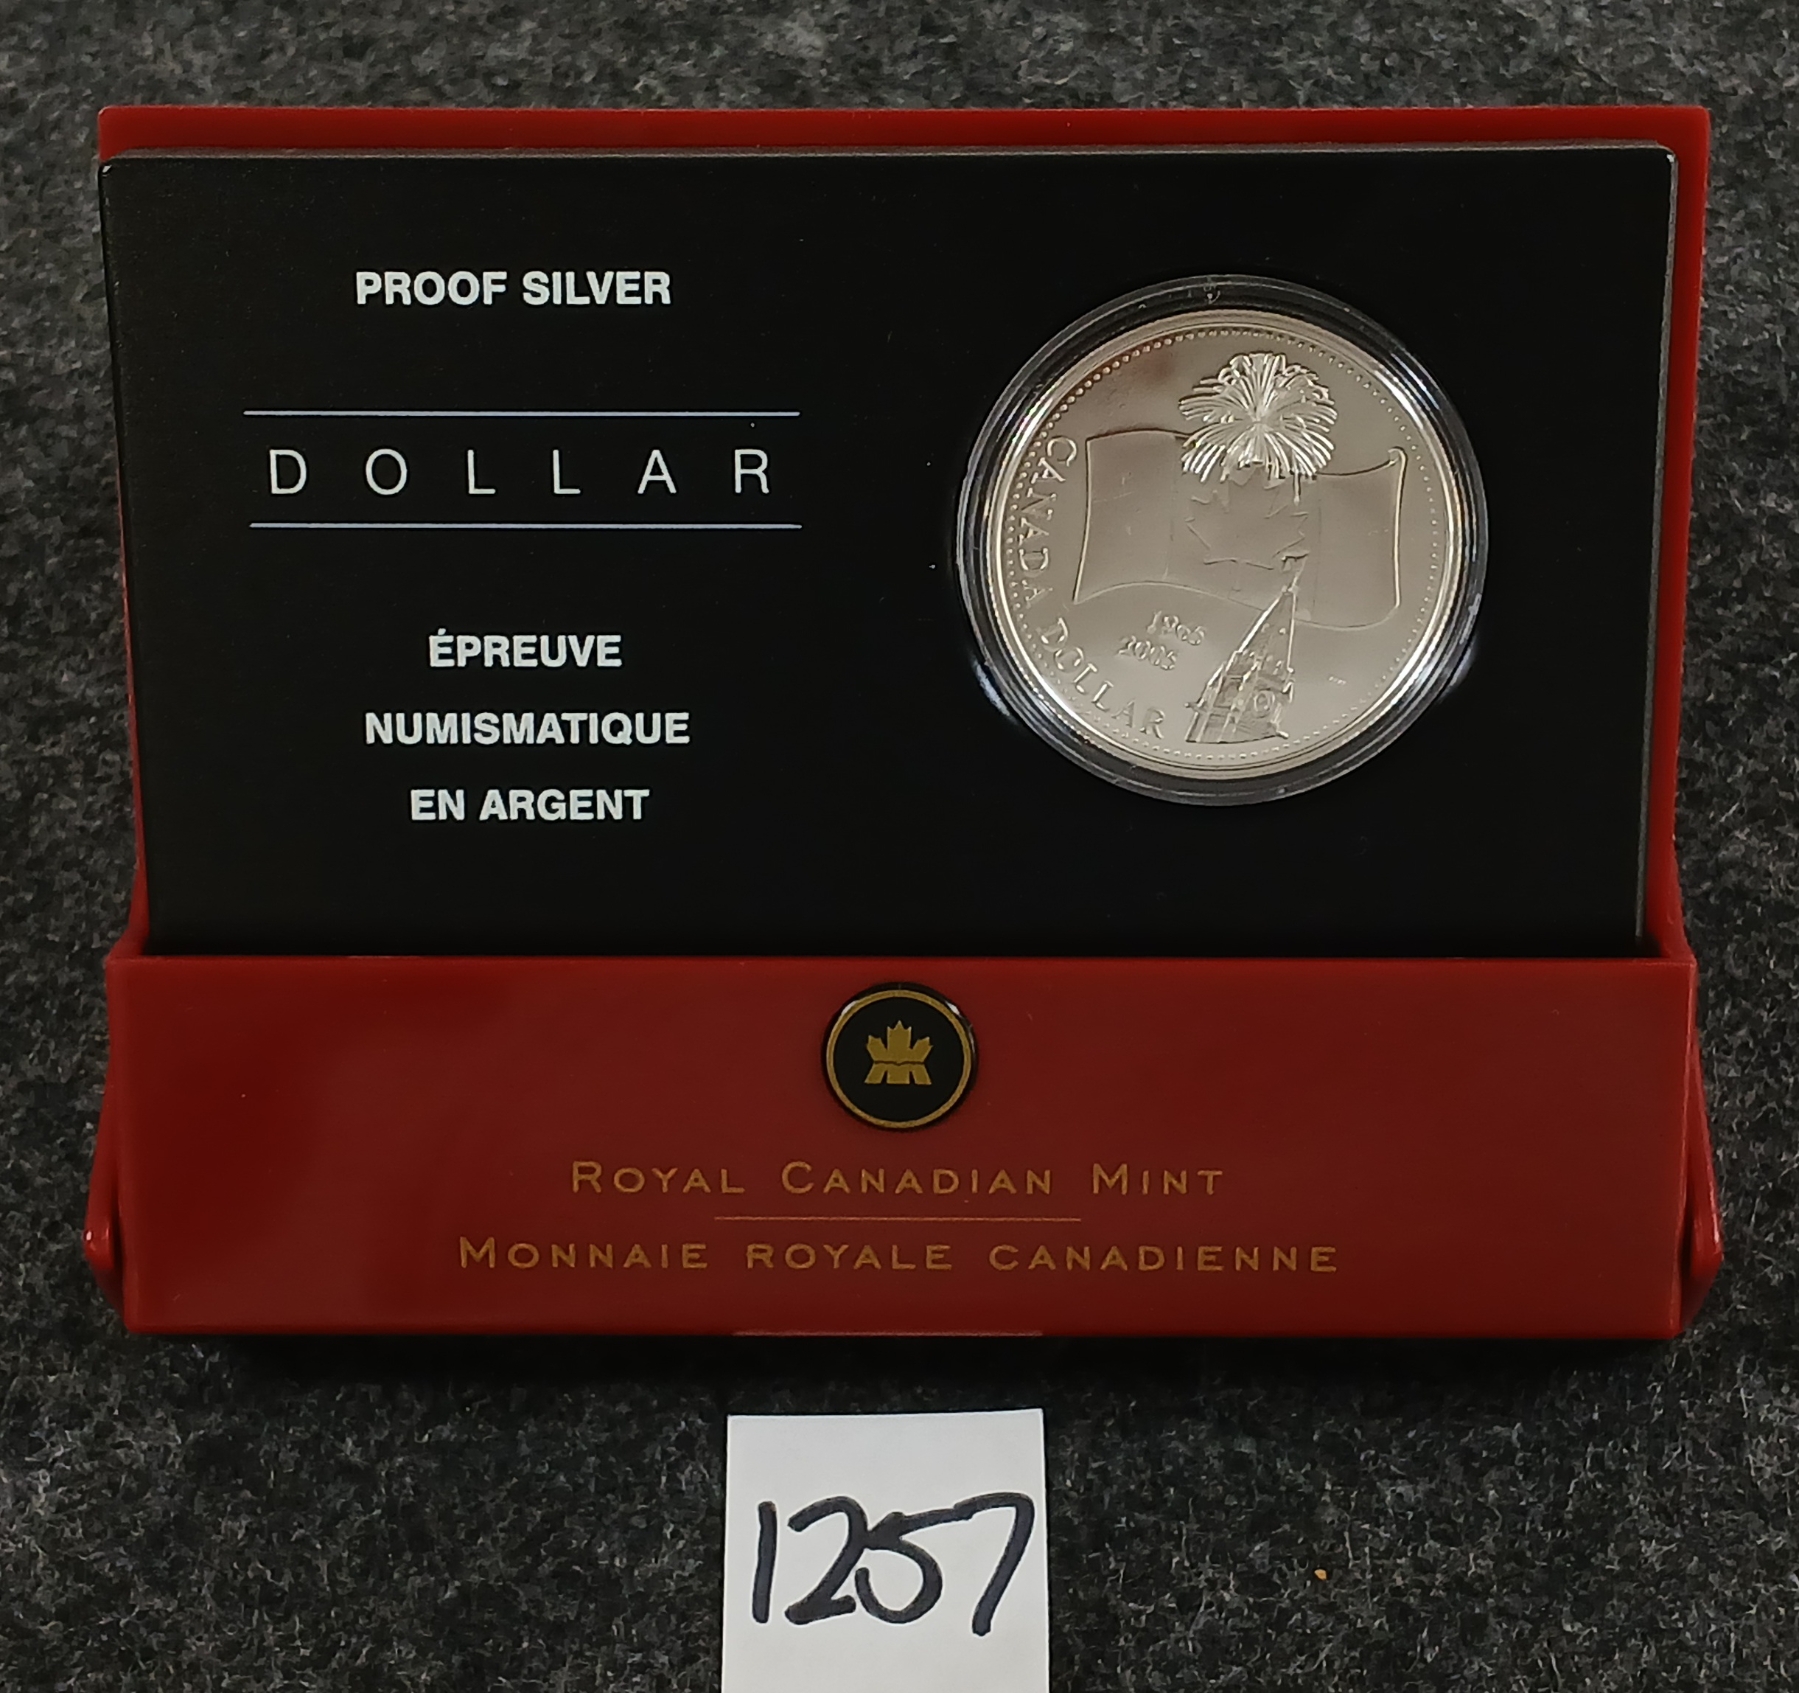 PROOF SILVER
DOLLAR
ÉPREUVE
NUMISMATIQUE
EN ARGENT
CANADA DOLLAR
1965
2005
ROYAL CANADIAN MINT
MONNAIE ROYALE CANADIENNE
1257